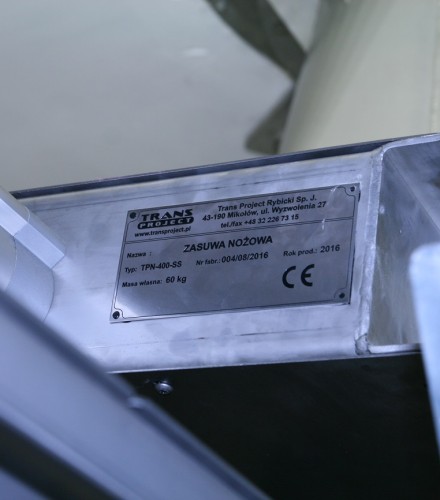 TRANS
PROJECT
www.transproject.pl
Trans Project Rybicki Sp. J.
43-190 Mikołów, ul. Wyzwolenia 27
tel./fax +48 32 226 73 15
Nazwa : ZASUWA NOŻOWA
Typ: TPN-400-SS Nr fabr.: 004/08/2016 Rok prod.: 2016
Masa własna: 60 kg
CE